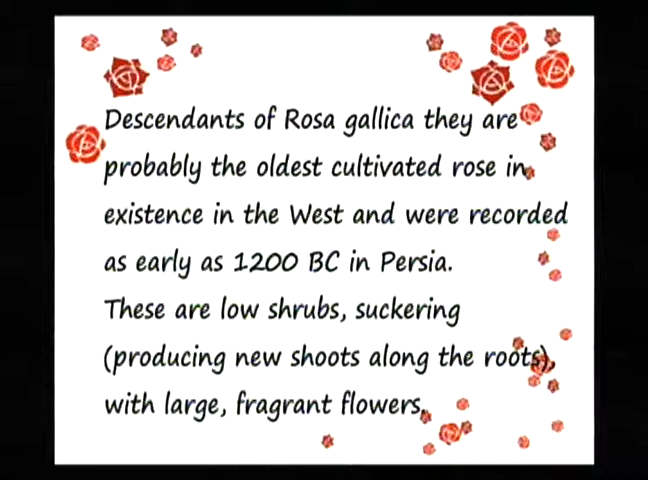 Descendants of Rosa gallica they are
probably the oldest cultivated rose in
existence in the West and were recorded
as early as 1200 BC in Persia.
These are low shrubs, suckering
(producing new shoots along the roots),
with large, fragrant flowers.